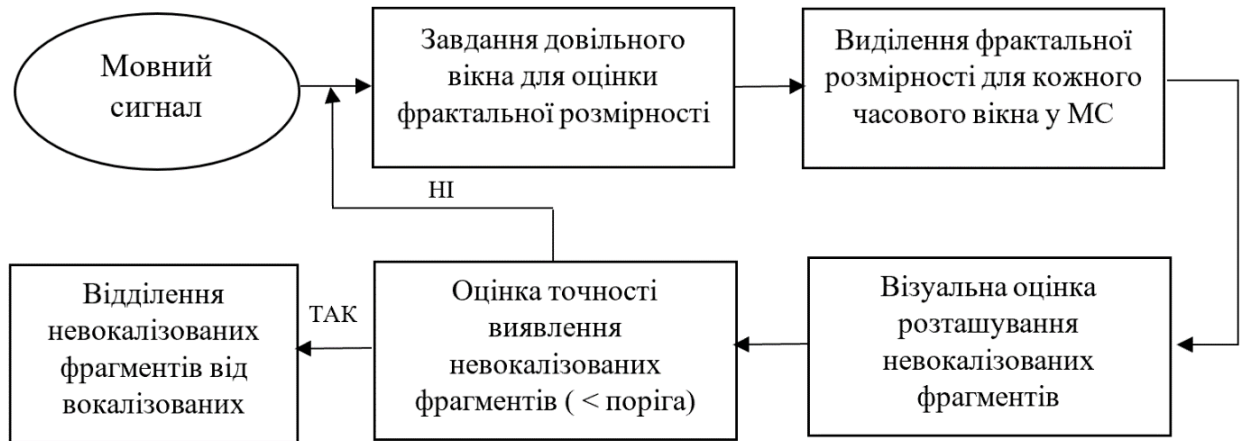 Мовний
сигнал
Завдання довільного
вікна для оцінки
фрактальної розмірності
Виділення фрактальної
розмірності для кожного
часового вікна у МС
Візуальна оцінка
розташування
невокалізованих
фрагментів
Оцінка точності
виявлення
невокалізованих
фрагментів ( < поріга)
НІ
ТАК
Відділення
невокалізованих
фрагментів від
вокалізованих